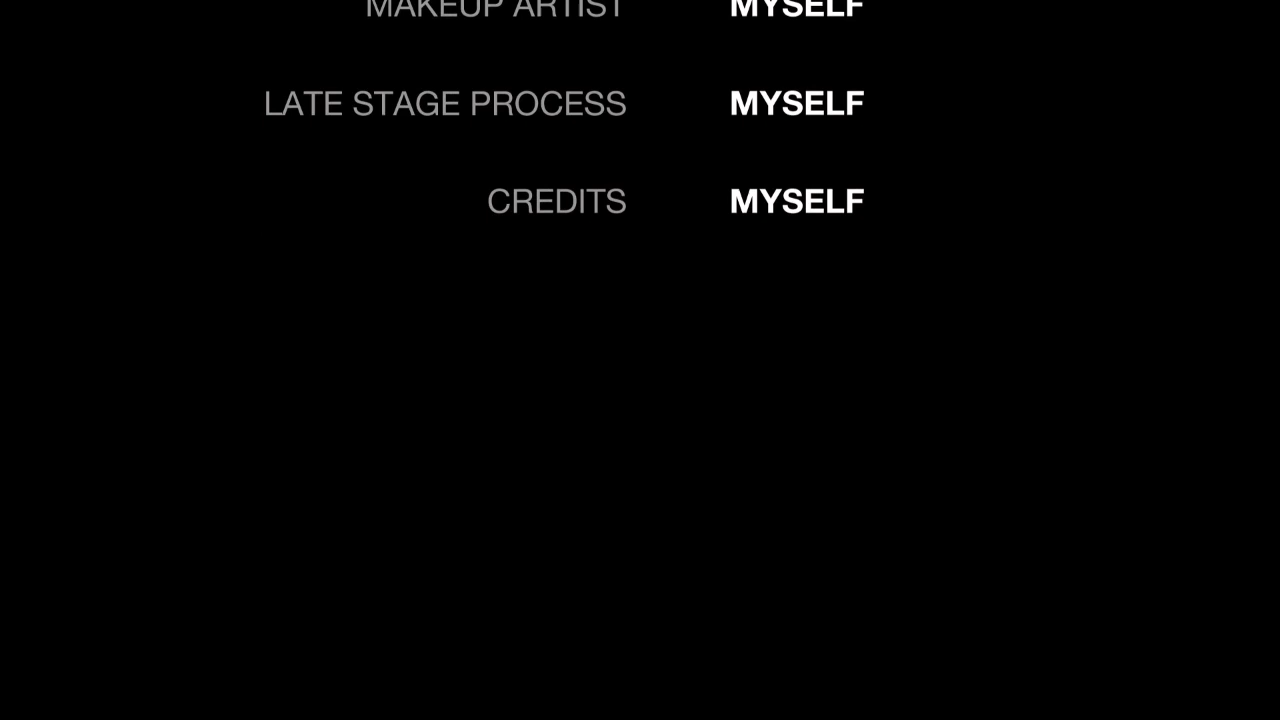 MAKEUP ARTIST MYSELF
LATE STAGE PROCESS MYSELF
CREDITS MYSELF